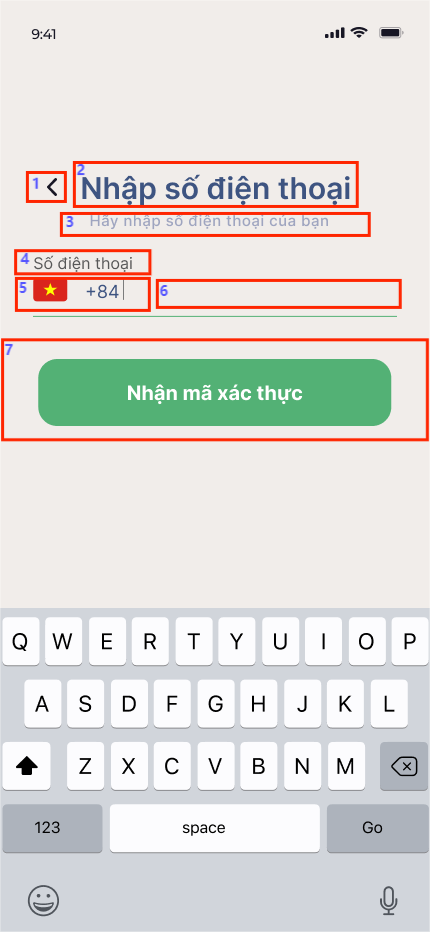 9:41
1
2
Nhập số điện thoại
3
Hãy nhập số điện thoại của bạn
4
Số điện thoại
5
+84
6
7
Nhận mã xác thực
Q W E R T Y U I O P
A S D F G H J K L
Z X C V B N M
123 space Go